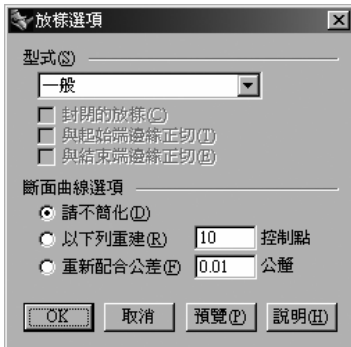 放樣選項
型式(S)
一般
封閉的放樣(C)
與起始端邊緣正切(T)
與結束端邊緣正切(E)
斷面曲線選項
請不簡化(D)
以下列重建(R) 10 控制點
重新配合公差(F) 0.01 公釐
OK 取消 預覽(P) 說明(H)